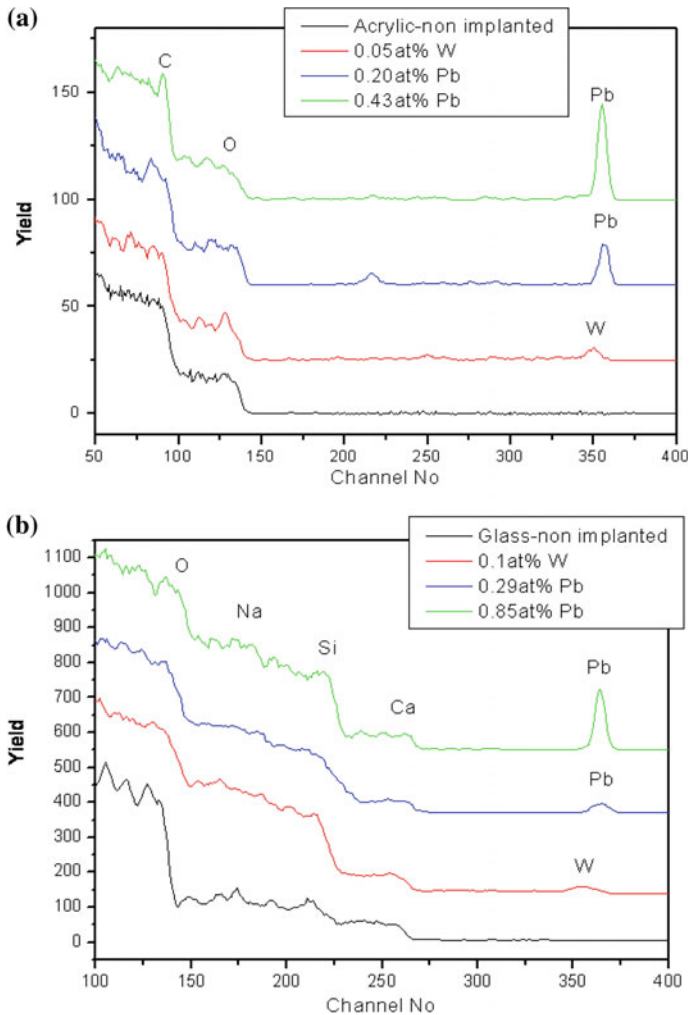 (a)
Acrylic-non implanted
0.05at% W
0.20at% Pb
0.43at% Pb
C
O
Pb
Pb
W
150
100
50
0
Yield
50 100 150 200 250 300 350 400
Channel No
(b)
Glass-non implanted
0.1at% W
0.29at% Pb
0.85at% Pb
O
Na
Si
Ca
Pb
Pb
W
1100
1000
900
800
700
600
500
400
300
200
100
0
Yield
100 150 200 250 300 350 400
Channel No